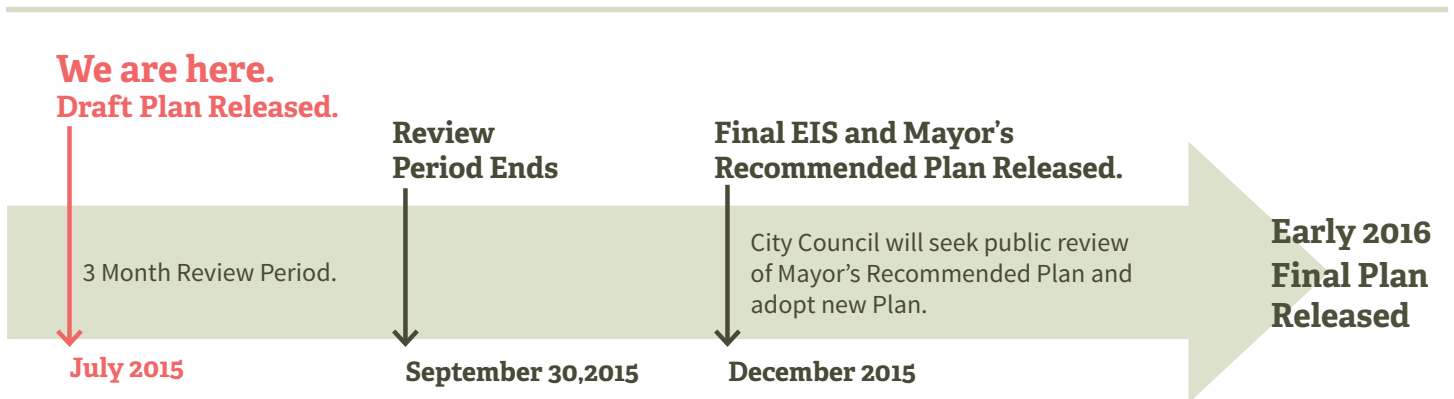 We are here.
Draft Plan Released.
Review
Period Ends
Final EIS and Mayor’s
Recommended Plan Released.
3 Month Review Period.
City Council will seek public review
of Mayor’s Recommended Plan and
adopt new Plan.
Early 2016
Final Plan
Released
July 2015
September 30,2015
December 2015